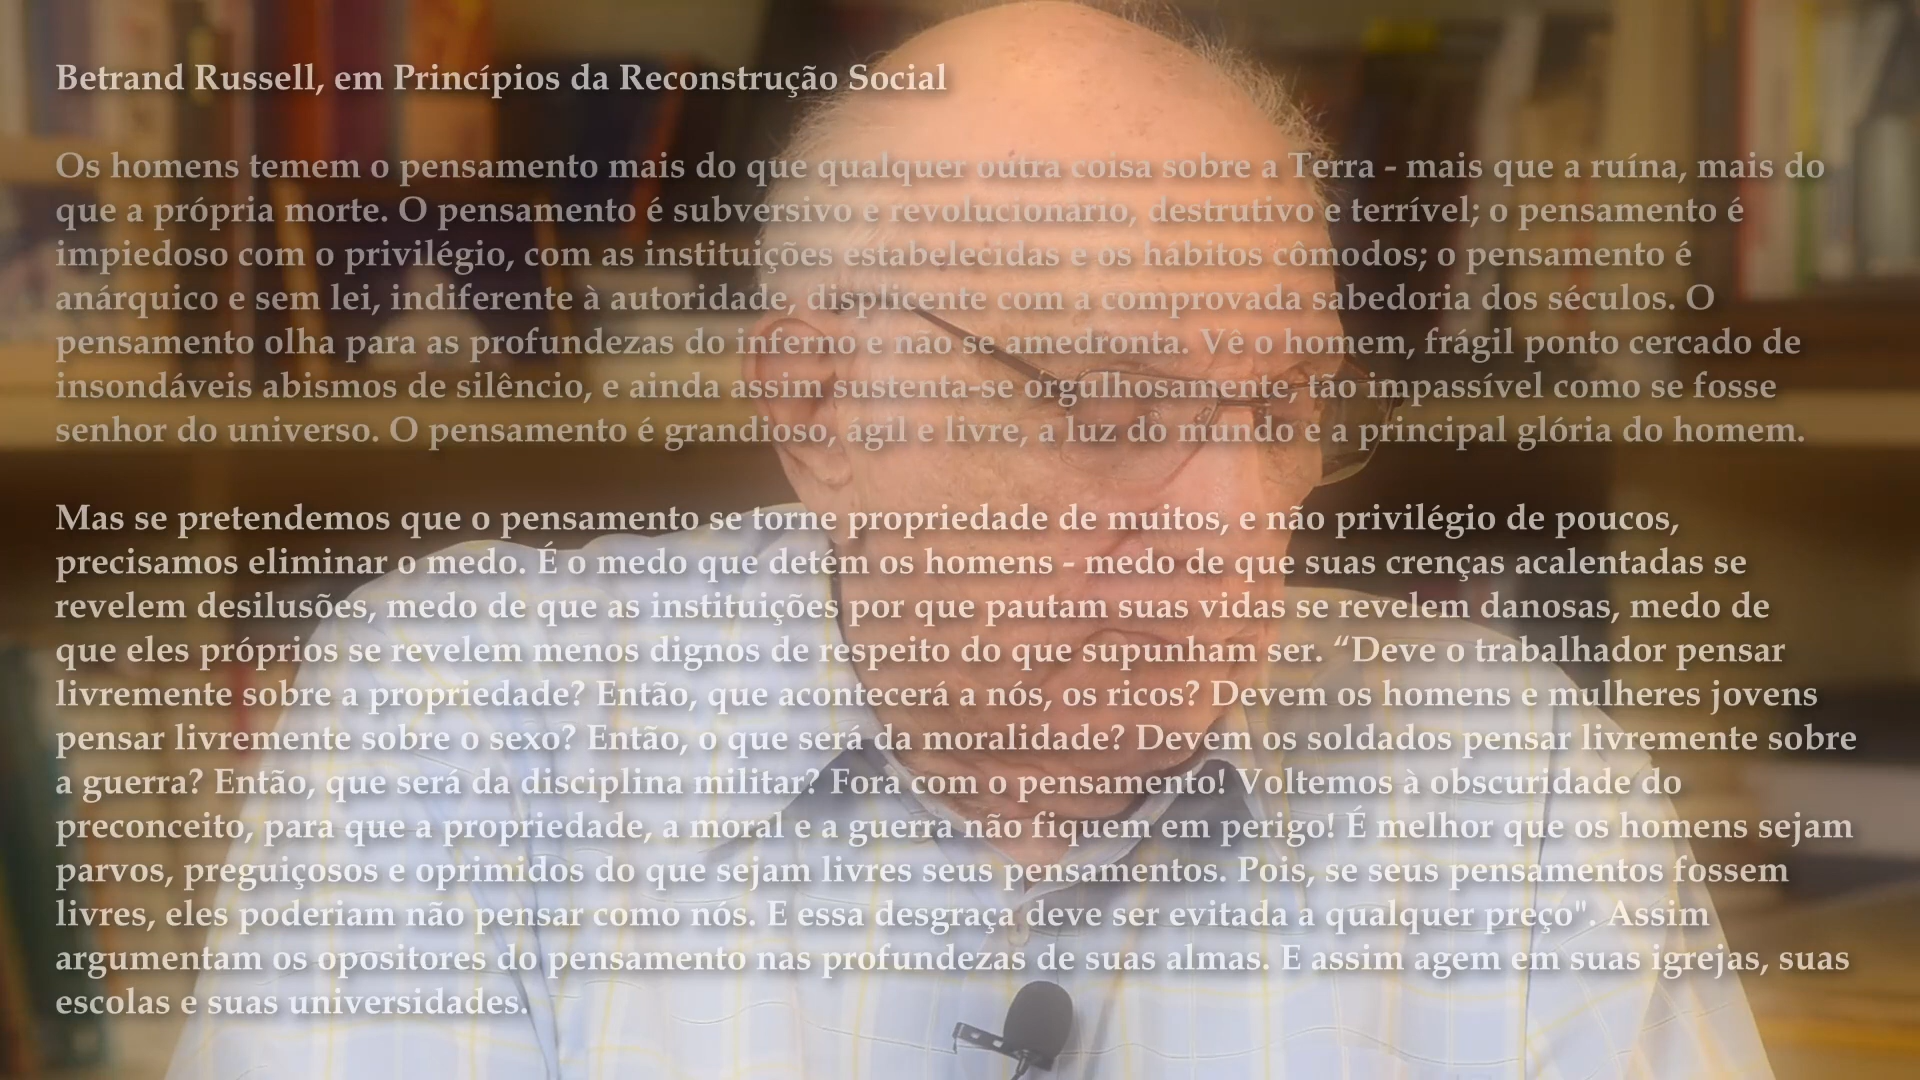 Betrand Russell, em Princípios da Reconstrução Social
Os homens temem o pensamento mais do que qualquer outra coisa sobre a Terra - mais que a ruína, mais do
que a própria morte. O pensamento é subversivo e revolucionário, destrutivo e terrível; o pensamento é
impiedoso com o privilégio, com as instituições estabelecidas e os hábitos cômodos; o pensamento é
anárquico e sem lei, indiferente à autoridade, displicente com a comprovada sabedoria dos séculos. O
pensamento olha para as profundezas do inferno e não se amedronta. Vê o homem, frágil ponto cercado de
insondáveis abismos de silêncio, e ainda assim sustenta-se orgulhosamente, tão impassível como se fosse
senhor do universo. O pensamento é grandioso, ágil e livre, a luz do mundo e a principal glória do homem.
Mas se pretendemos que o pensamento se torne propriedade de muitos, e não privilégio de poucos,
precisamos eliminar o medo. É o medo que detém os homens - medo de que suas crenças acalentadas se
revelem desilusões, medo de que as instituições por que pautam suas vidas se revelem danosas, medo de
que eles próprios se revelem menos dignos de respeito do que supunham ser. “Deve o trabalhador pensar
livremente sobre a propriedade? Então, que acontecerá a nós, os ricos? Devem os homens e mulheres jovens
pensar livremente sobre o sexo? Então, o que será da moralidade? Devem os soldados pensar livremente sobre
a guerra? Então, que será da disciplina militar? Fora com o pensamento! Voltemos à obscuridade do
preconceito, para que a propriedade, a moral e a guerra não fiquem em perigo! É melhor que os homens sejam
parvos, preguiçosos e oprimidos do que sejam livres seus pensamentos. Pois, se seus pensamentos fossem
livres, eles poderiam não pensar como nós. E essa desgraça deve ser evitada a qualquer preço". Assim
argumentam os opositores do pensamento nas profundezas de suas almas. E assim agem em suas igrejas, suas
escolas e suas universidades.